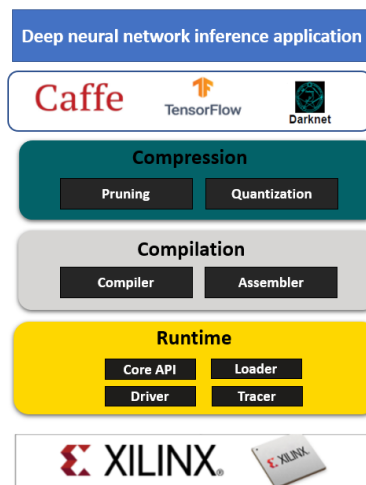 Deep neural network inference application
Caffe
TensorFlow
Darknet
Compression
Pruning Quantization
Compilation
Compiler Assembler
Runtime
Core API Loader
Driver Tracer
XILINX. XILINX